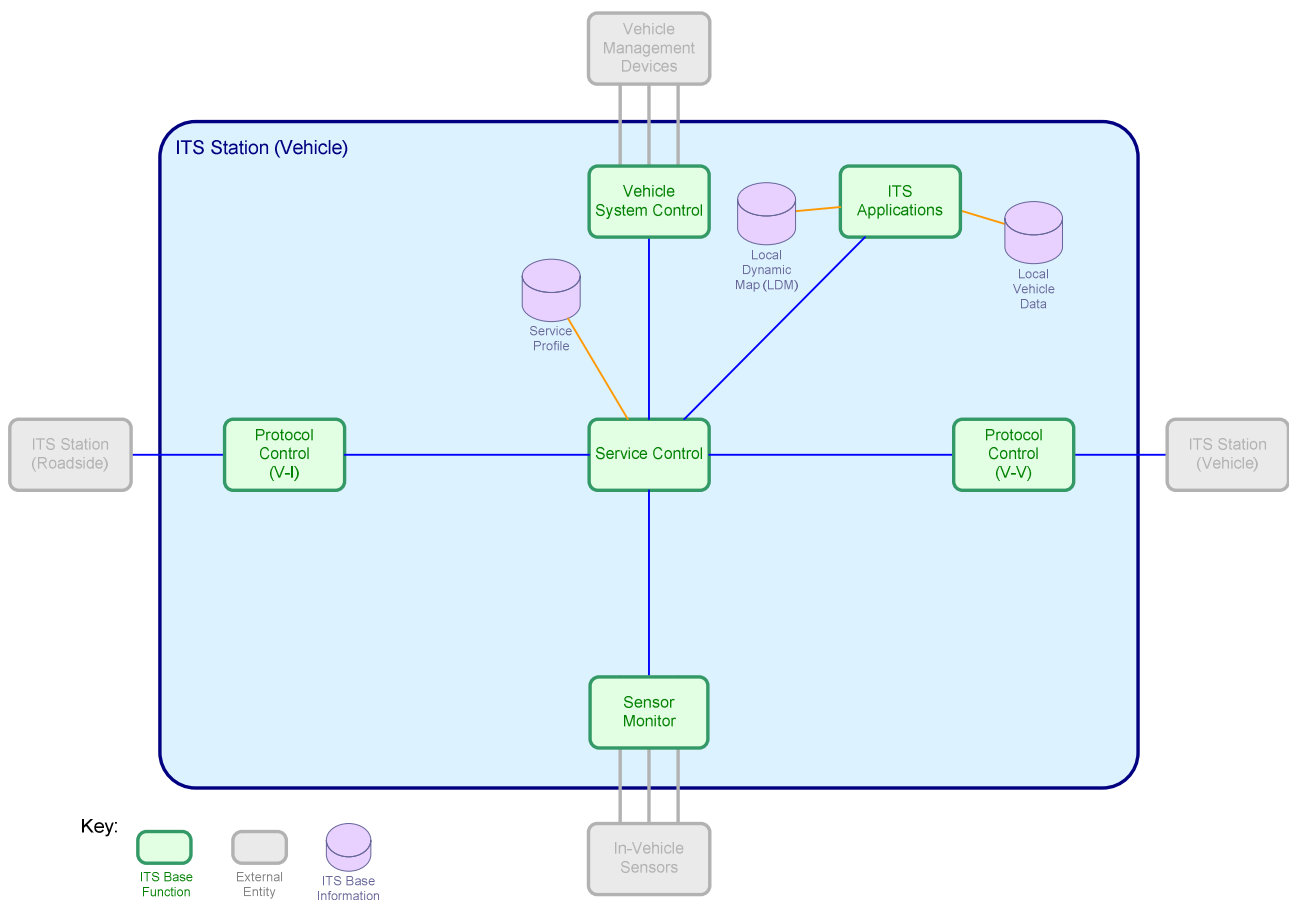 Vehicle
Management
Devices
ITS Station (Vehicle)
Vehicle
System Control
ITS
Applications
Local
Dynamic
Map (LDM)
Local
Vehicle
Data
Service
Profile
ITS Station
(Roadside)
Protocol
Control
(V-I)
Service Control
Protocol
Control
(V-V)
ITS Station
(Vehicle)
Sensor
Monitor
In-Vehicle
Sensors
Key:
ITS Base
Function
External
Entity
ITS Base
Information